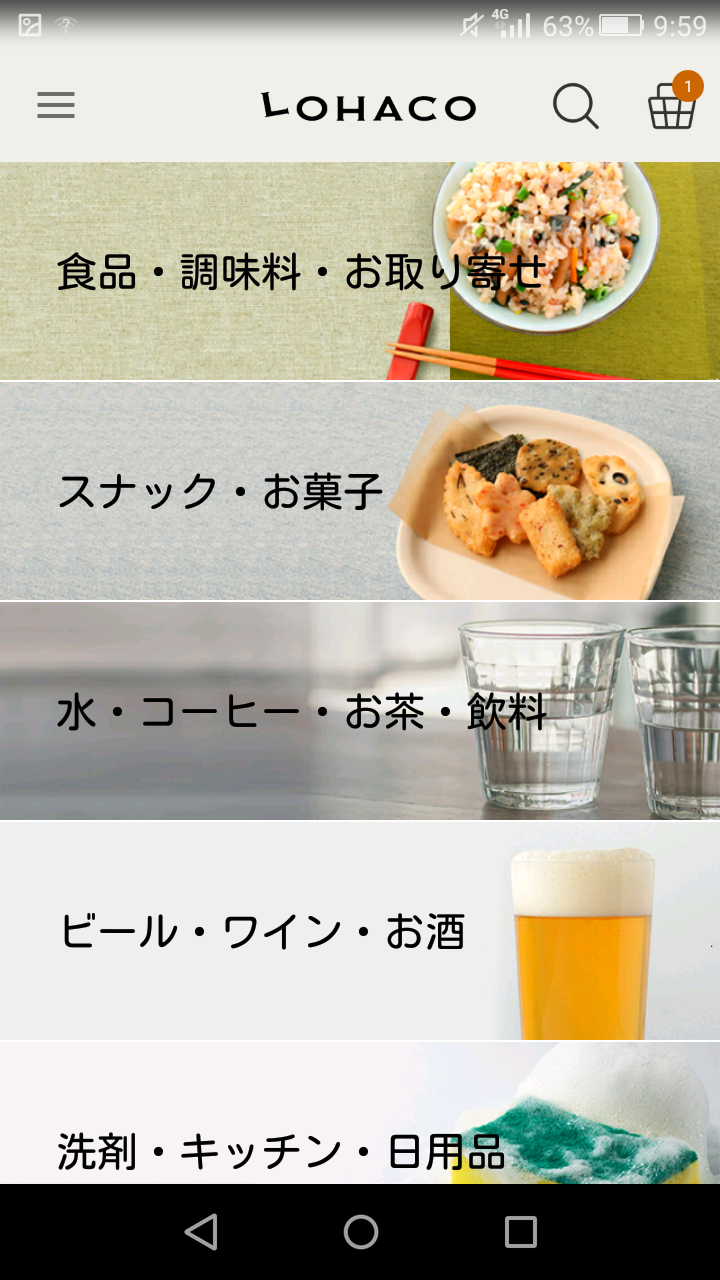 4G 63% 9:59
LOHACO
1
食品・調味料・お取り寄せ
スナック・お菓子
水・コーヒー・お茶・飲料
ビール・ワイン・お酒
洗剤・キッチン・日用品